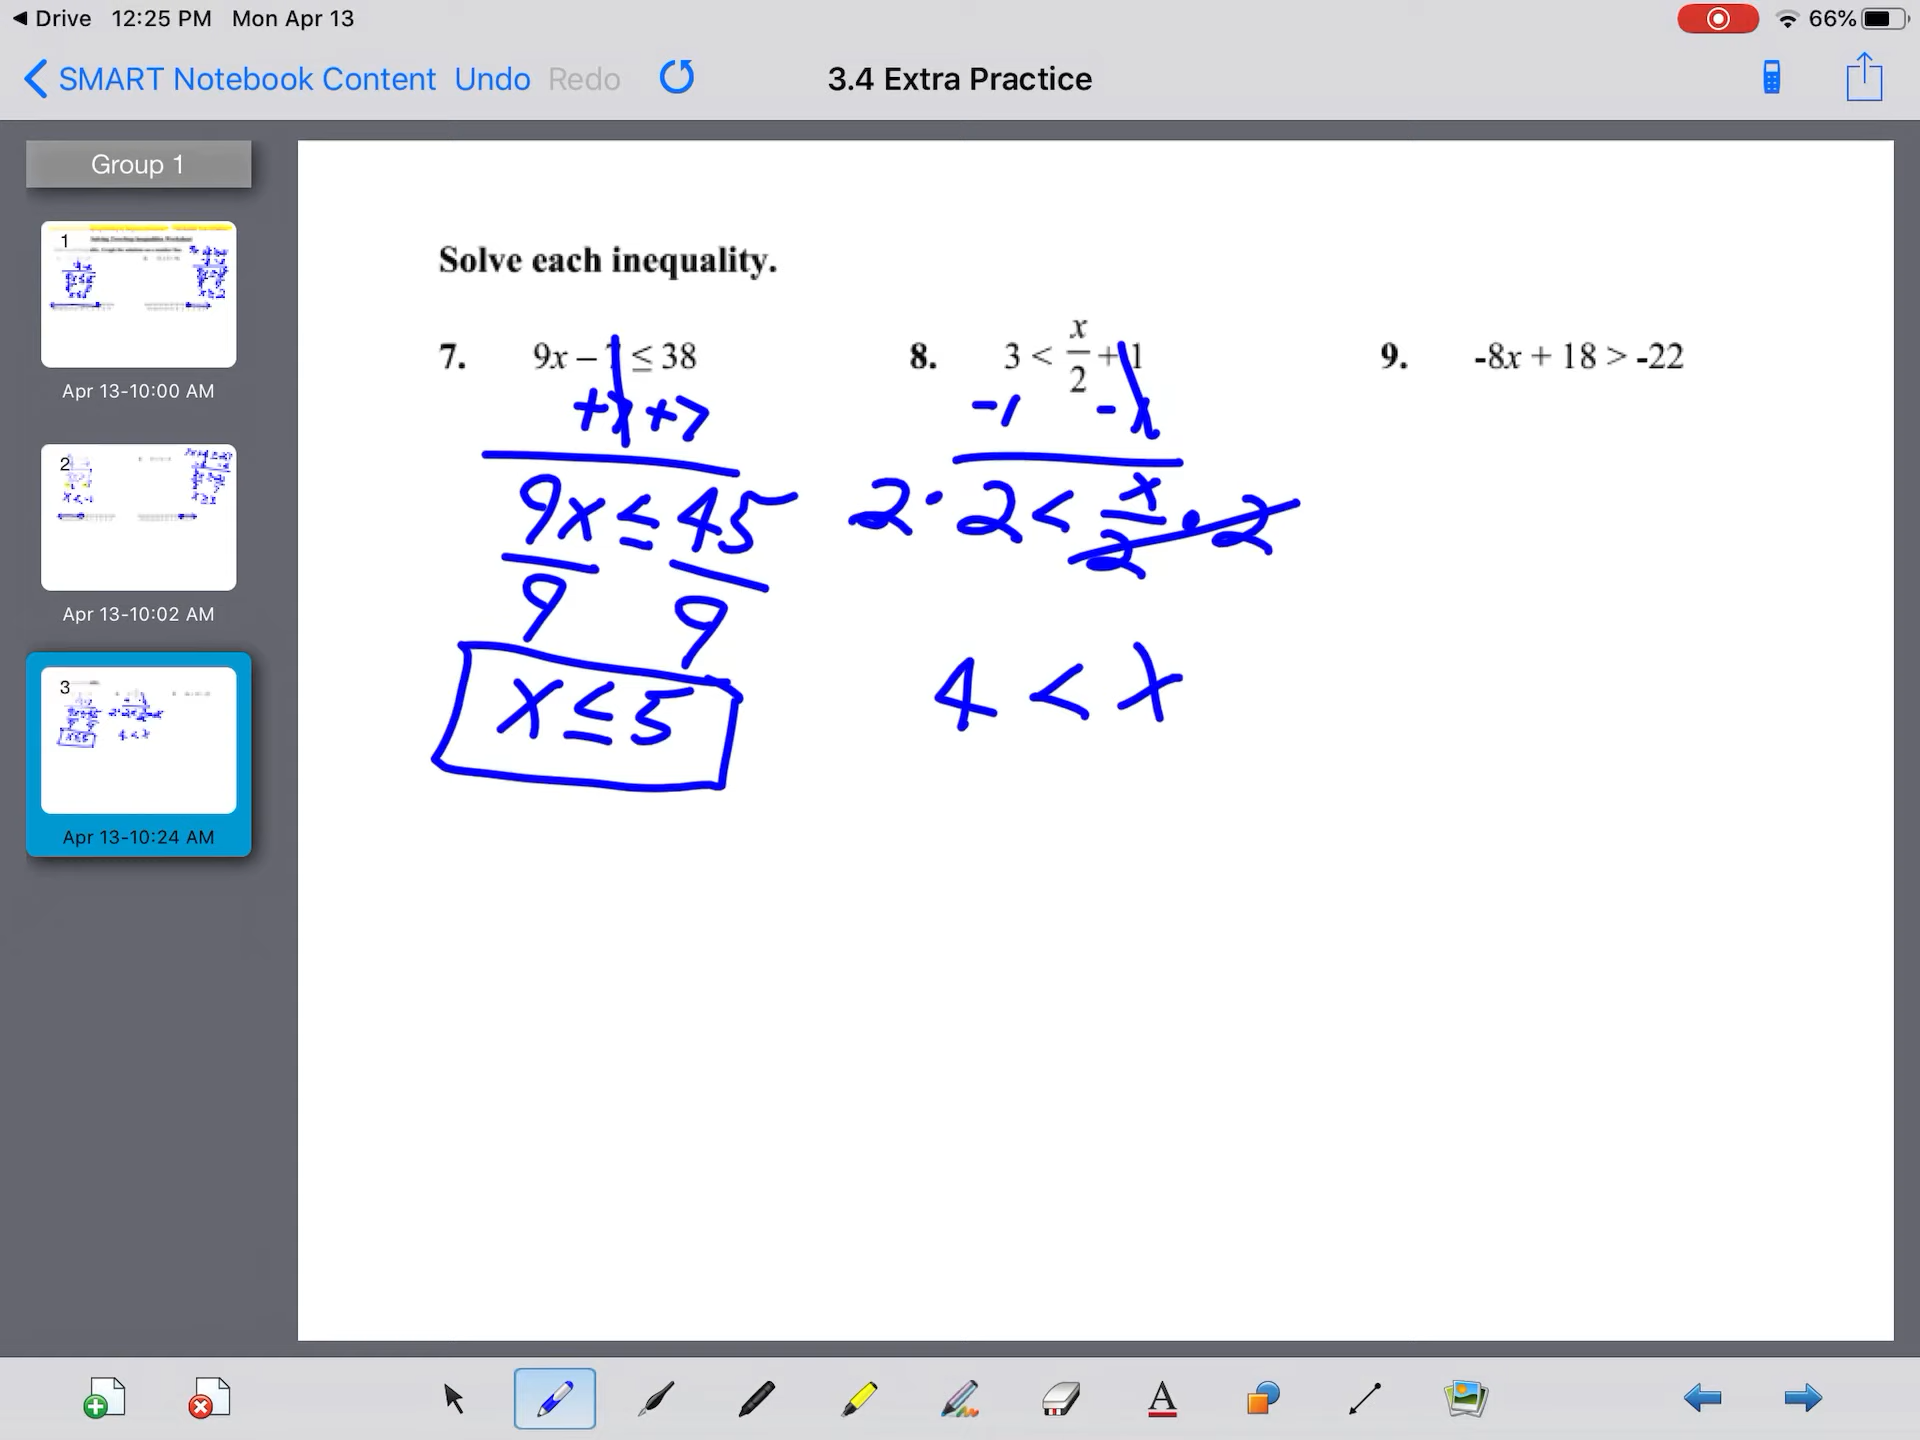 Drive 12:25 PM Mon Apr 13 66%
SMART Notebook Content Undo Redo 3.4 Extra Practice
Group 1
1
Apr 13-10:00 AM
2
Apr 13-10:02 AM
3
Apr 13-10:24 AM
Solve each inequality.
7. 9x – 7 ≤ 38
+7 +7
9x ≤ 45
9 9
x ≤ 5
8. 3 < x/2 + 1
-1 -1
2 · 2 < x/2 · 2
4 < x
9. -8x + 18 > -22
A